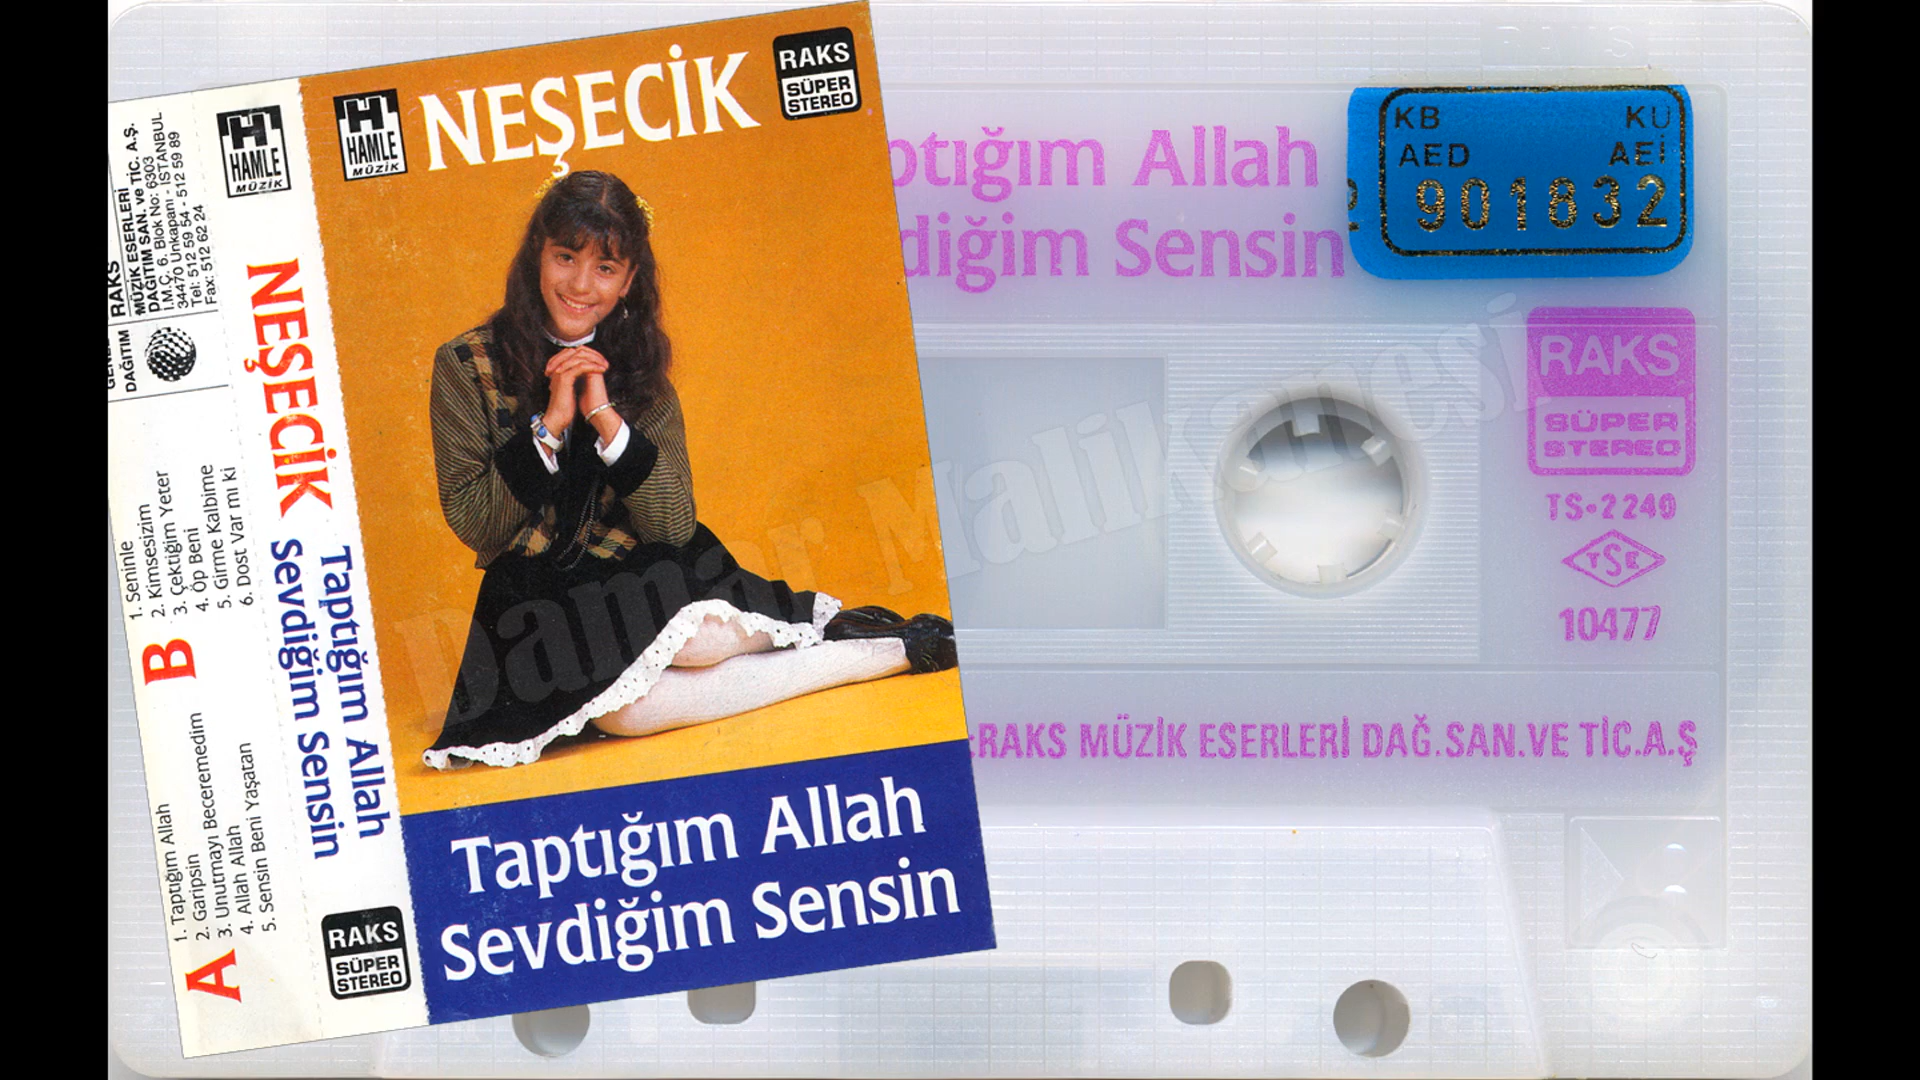 RAKS
MÜZİK ESERLERİ
DAĞITIM SAN. ve TİC. A.Ş.
İ.M.Ç. 6. Blok No: 6303
34470 Unkapanı - İSTANBUL
Tel: 512 59 54 - 512 59 89
Fax: 512 62 24
DAĞITIM
HAMLE
MÜZİK
NEŞECİK
Taptığım Allah
Sevdiğim Sensin
RAKS
SÜPER
STEREO
B
1. Seninle
2. Kimsesizim
3. Çektiğim Yeter
4. Öp Beni
5. Girme Kalbime
6. Dost Var mı ki
A
1. Taptığım Allah
2. Garipsin
3. Unutmayı Beceremedim
4. Allah Allah
5. Sensin Beni Yaşatan
HAMLE
MÜZİK
NEŞECİK
RAKS
SÜPER
STEREO
Taptığım Allah
Sevdiğim Sensin
Damar Malikanesi
ptığım Allah
diğim Sensin
KB KÜ
AED AEİ
901832
RAKS
SÜPER
STEREO
TS-2240
TSE
10477
RAKS MÜZİK ESERLERİ DAĞ.SAN.VE TİC.A.Ş